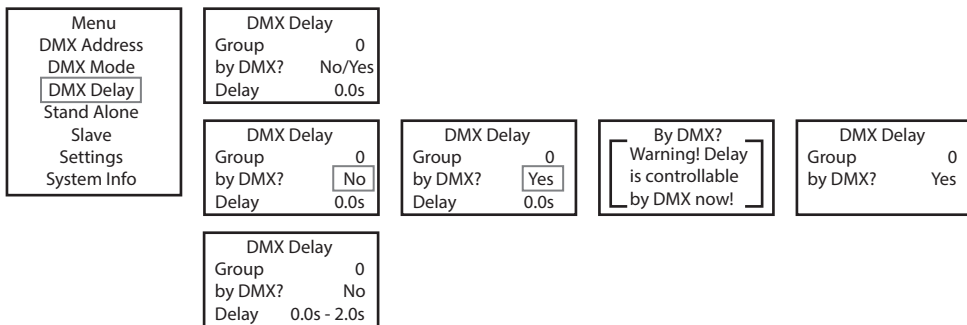 Menu
DMX Address
DMX Mode
DMX Delay
Stand Alone
Slave
Settings
System Info
DMX Delay
Group 0
by DMX? No/Yes
Delay 0.0s
DMX Delay
Group 0
by DMX? No
Delay 0.0s
DMX Delay
Group 0
by DMX? Yes
Delay 0.0s
By DMX?
Warning! Delay
is controllable
by DMX now!
DMX Delay
Group 0
by DMX? Yes
DMX Delay
Group 0
by DMX? No
Delay 0.0s - 2.0s